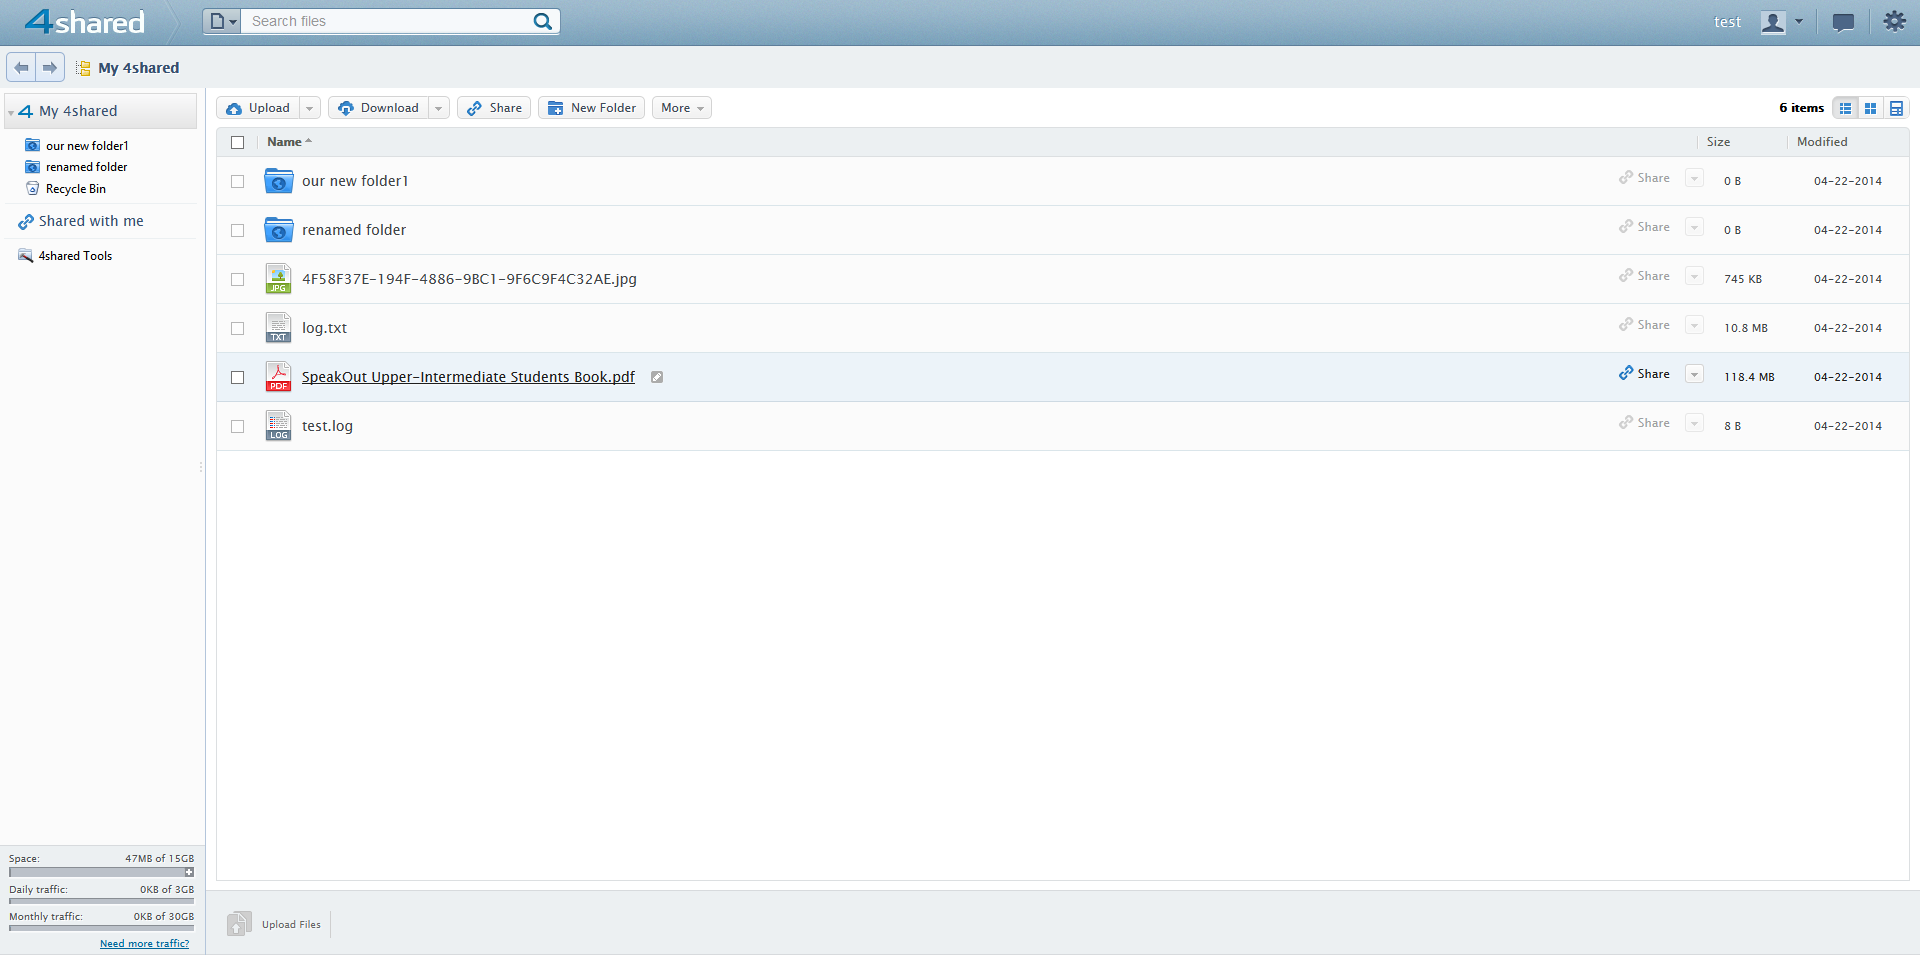 4shared
Search files
test
My 4shared
My 4shared
our new folder1
renamed folder
Recycle Bin
Shared with me
4shared Tools
Upload
Download
Share
New Folder
More
6 items
Name
Size
Modified
our new folder1
Share
0 B
04-22-2014
renamed folder
Share
0 B
04-22-2014
JPG
4F58F37E-194F-4886-9BC1-9F6C9F4C32AE.jpg
Share
745 KB
04-22-2014
TXT
log.txt
Share
10.8 MB
04-22-2014
PDF
SpeakOut Upper-Intermediate Students Book.pdf
Share
118.4 MB
04-22-2014
LOG
test.log
Share
8 B
04-22-2014
Space: 47MB of 15GB
Daily traffic: 0KB of 3GB
Monthly traffic: 0KB of 30GB
Need more traffic?
Upload Files